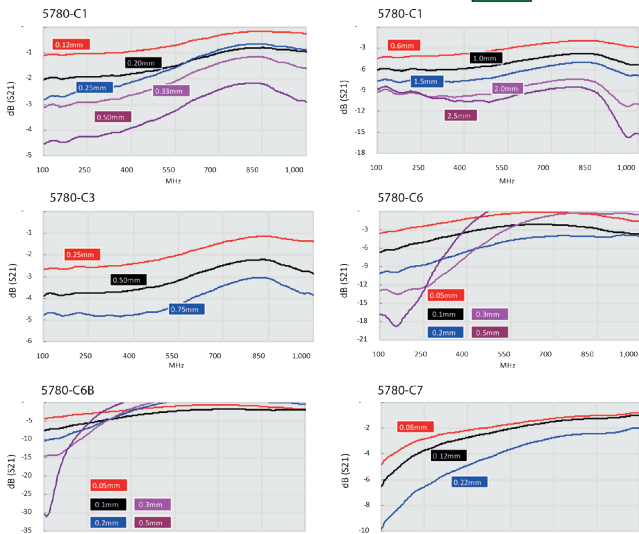 5780-C1
dB (S21)
-
-1
-2
-3
-4
-5
0.12mm
0.20mm
0.25mm
0.33mm
0.50mm
100 250 400 550 700 850 1,000
MHz
5780-C1
dB (S21)
-
-3
-6
-9
-12
-15
-18
0.6mm
1.0mm
1.5mm
2.0mm
2.5mm
100 250 400 550 700 850 1,000
MHz
5780-C3
dB (S21)
-
-1
-2
-3
-4
-5
-6
0.25mm
0.50mm
0.75mm
100 250 400 550 700 850 1,000
MHz
5780-C6
dB (S21)
-
-3
-6
-9
-12
-15
-18
-21
0.05mm
0.1mm 0.3mm
0.2mm 0.5mm
100 250 400 550 700 850 1,000
MHz
5780-C6B
dB (S21)
-
-5
-10
-15
-20
-25
-30
-35
0.05mm
0.1mm 0.3mm
0.2mm 0.5mm
5780-C7
dB (S21)
-
-2
-4
-6
-8
-10
0.08mm
0.12mm
0.22mm